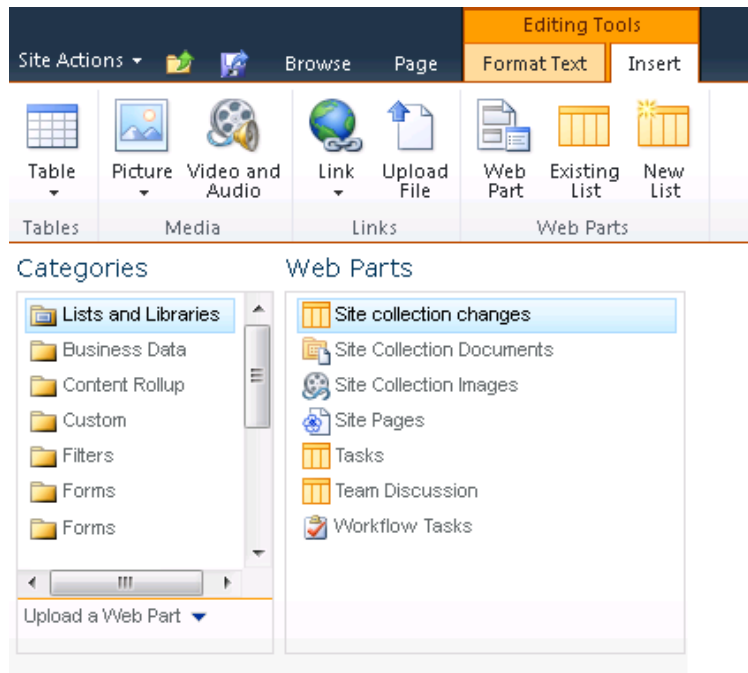 Editing Tools
Site Actions Browse Page Format Text Insert
Table Picture Video and Audio Link Upload File Web Part Existing List New List
Tables Media Links Web Parts
Categories Web Parts
Lists and Libraries Site collection changes
Business Data Site Collection Documents
Content Rollup Site Collection Images
Custom Site Pages
Filters Tasks
Forms Team Discussion
Forms Workflow Tasks
Upload a Web Part